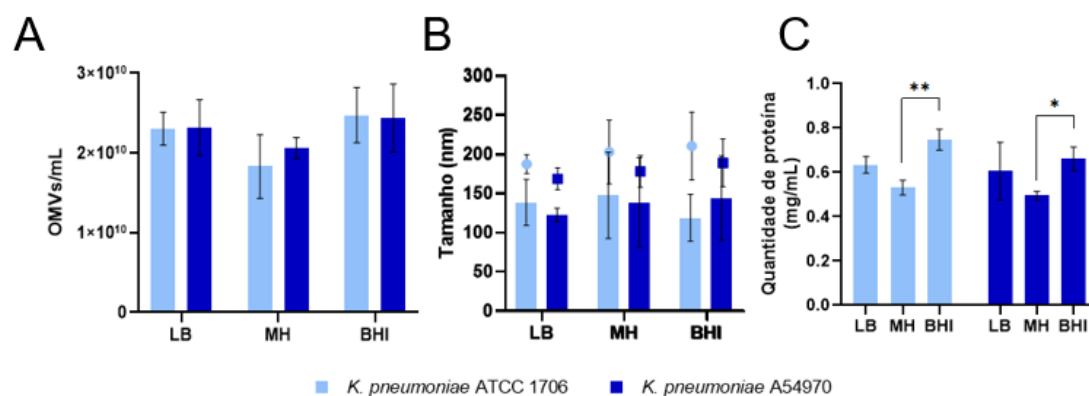 A
B
C
OMVs/mL
3×10¹⁰
2×10¹⁰
1×10¹⁰
0
LB
MH
BHI
Tamanho (nm)
300
250
200
150
100
50
0
LB
MH
BHI
Quantidade de proteína
(mg/mL)
1.0
0.8
0.6
0.4
0.2
0.0
**
*
LB
MH
BHI
LB
MH
BHI
K. pneumoniae ATCC 1706
K. pneumoniae A54970